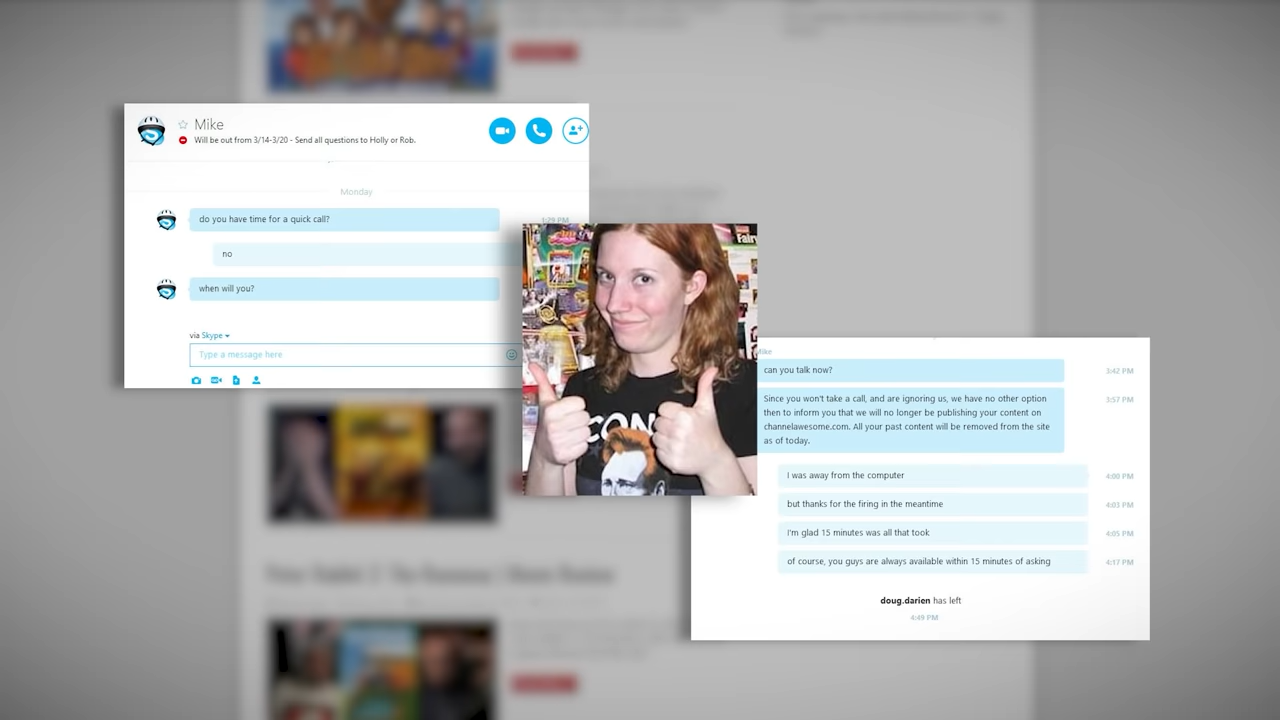 Mike
Will be out from 3/14-3/20 - Send all questions to Holly or Rob.
Monday
do you have time for a quick call?
1:29 PM
no
when will you?
via Skype
Type a message here
Fair
CON
Mike
can you talk now?
3:42 PM
Since you won't take a call, and are ignoring us, we have no other option
3:57 PM
then to inform you that we will no longer be publishing your content on
channelawesome.com. All your past content will be removed from the site
as of today.
I was away from the computer
4:00 PM
but thanks for the firing in the meantime
4:03 PM
I'm glad 15 minutes was all that took
4:05 PM
of course, you guys are always available within 15 minutes of asking
4:17 PM
doug.darien has left
4:49 PM